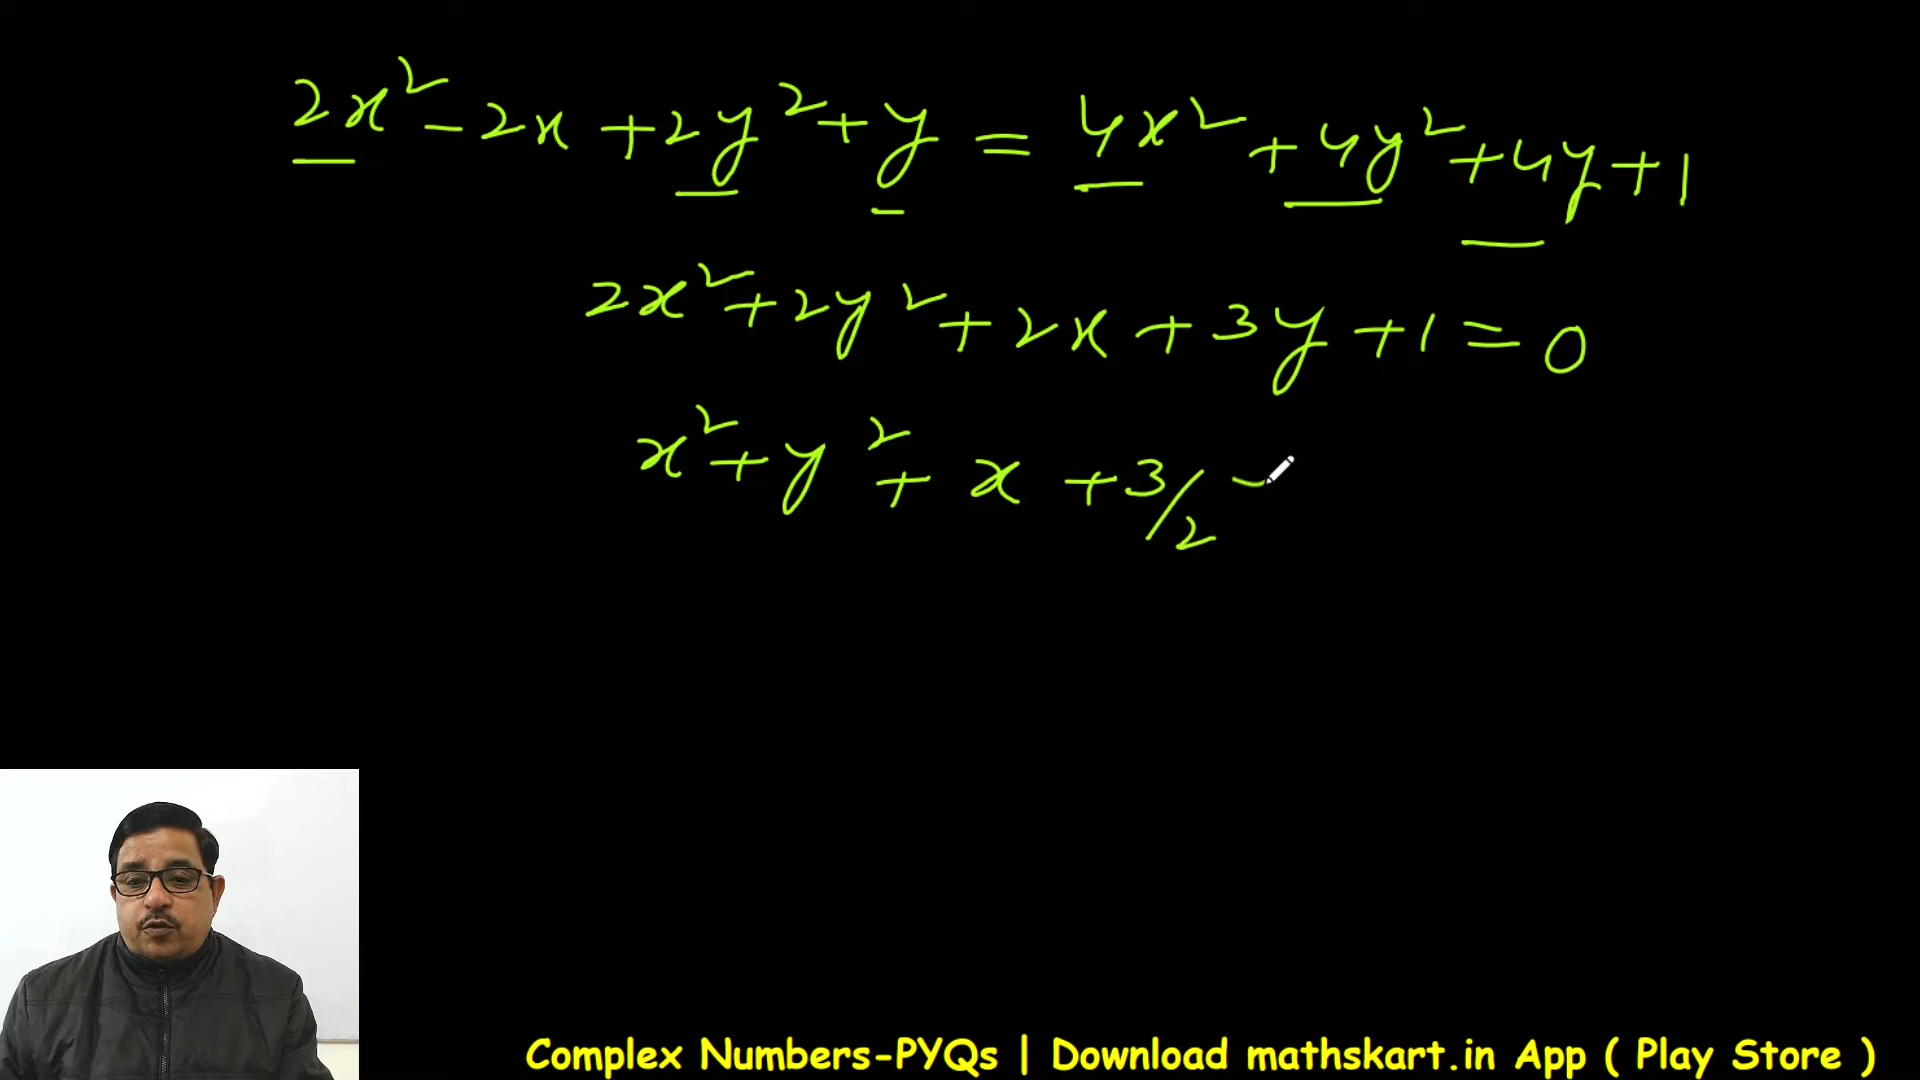 2x² - 2x + 2y² + y = 4x² + 4y² + 4y + 1
2x² + 2y² + 2x + 3y + 1 = 0
x² + y² + x + 3/2
Complex Numbers-PYQs | Download mathskart.in App ( Play Store )